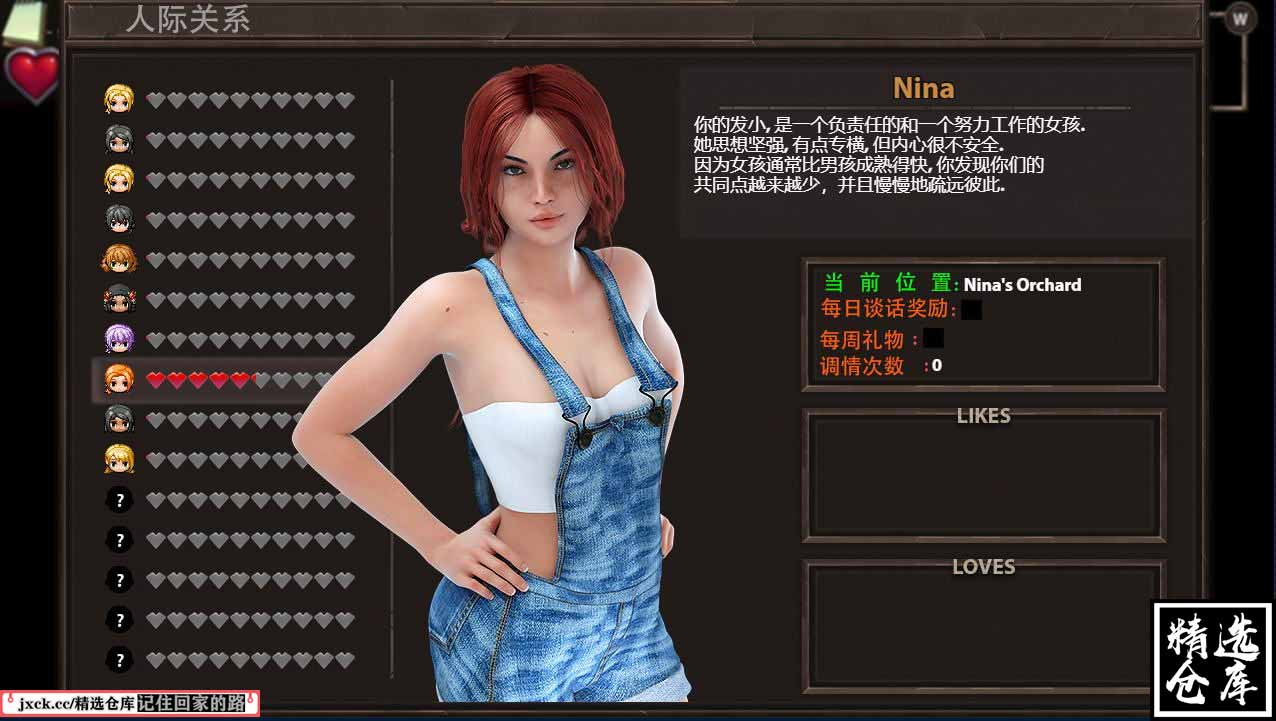 人际关系
W
Nina
你的发小,是一个负责任的和一个努力工作的女孩.
她思想坚强,有点专横,但内心很不安全.
因为女孩通常比男孩成熟得快,你发现你们的
共同点越来越少，并且慢慢地疏远彼此.
当前位置:Nina's Orchard
每日谈话奖励:
每周礼物:
调情次数 :0
LIKES
LOVES
?
?
?
?
?
精选
仓库
jxck.cc/精选仓库记住回家的路